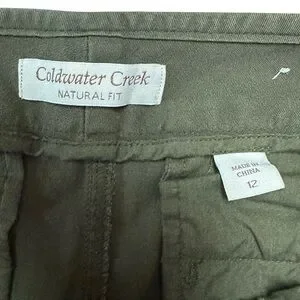 Coldwater Creek
NATURAL FIT
MADE IN
CHINA
12